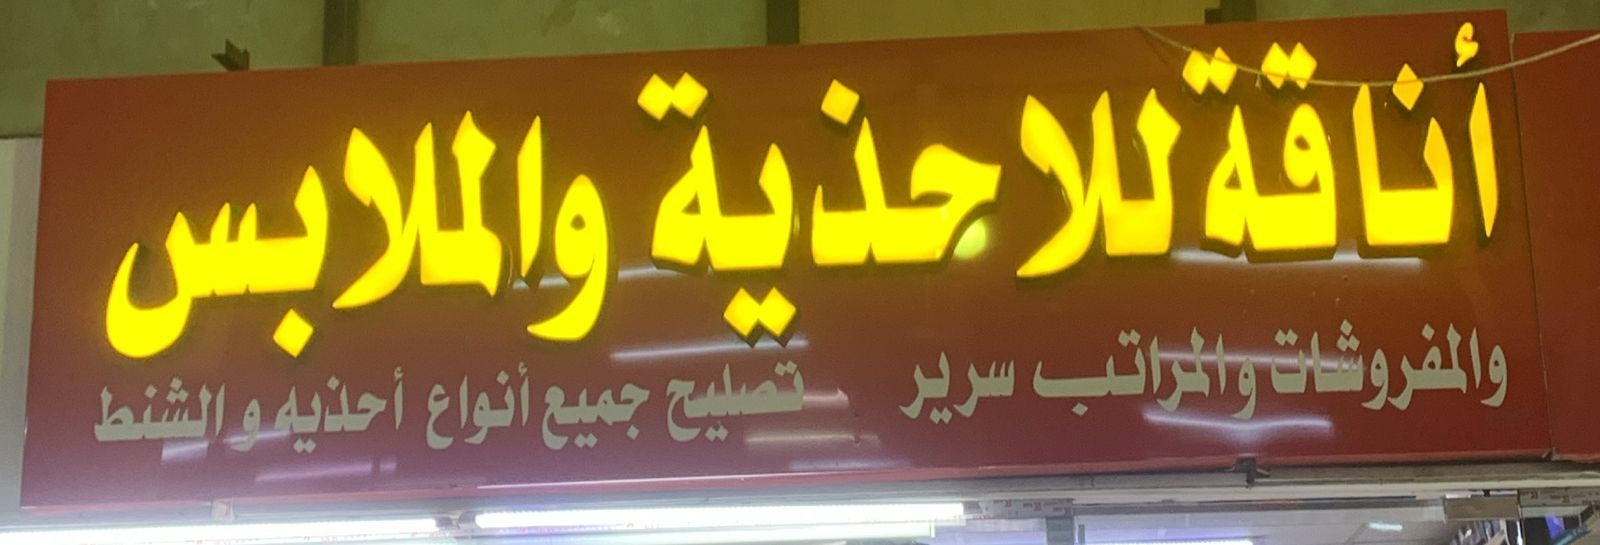 أناقة للاحذية والملابس
والمفروشات والمراتب سرير تصليح جميع أنواع أحذيه و الشنط